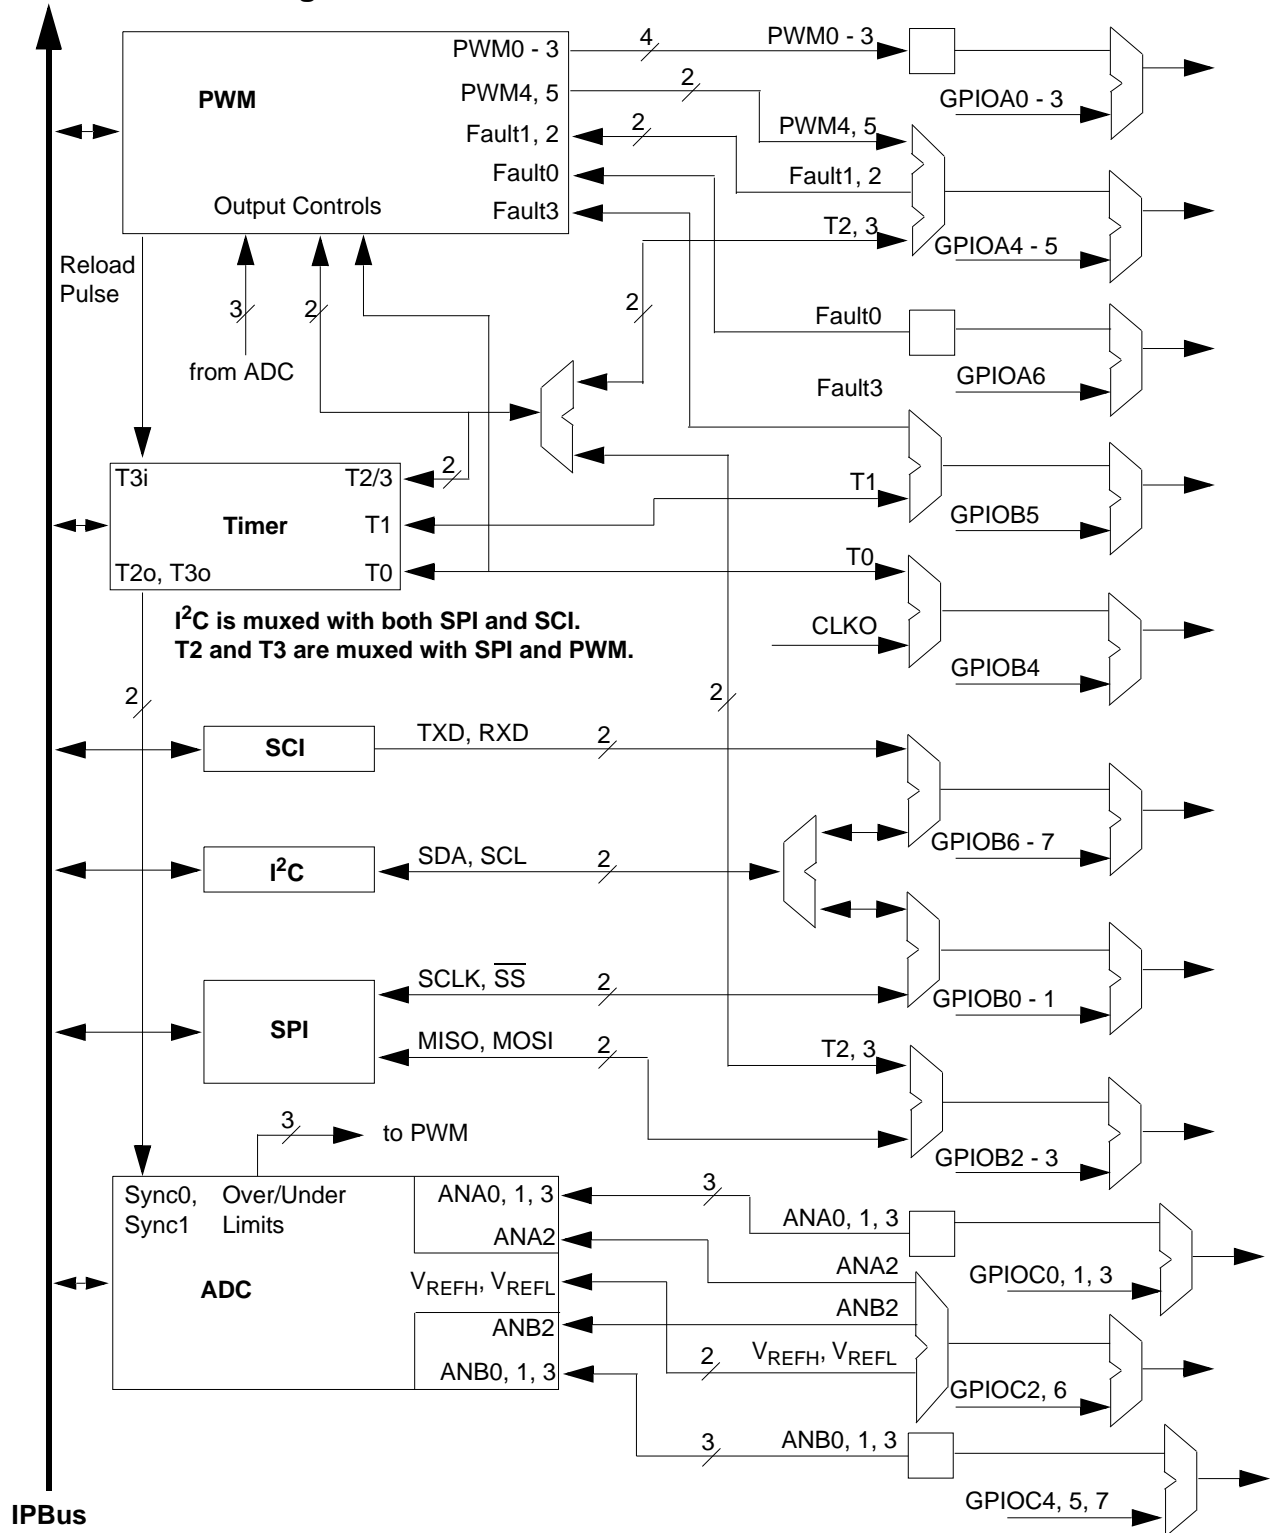 PWM
PWM0 - 3
4
PWM0 - 3
GPIOA0 - 3
PWM4, 5
2
PWM4, 5
Fault1, 2
2
Fault1, 2
Fault0
Fault3
Output Controls
T2, 3
GPIOA4 - 5
Reload
Pulse
3
2
2
from ADC
Fault0
GPIOA6
Fault3
T3i
T2/3
2
Timer
T1
T1
GPIOB5
T2o, T3o
T0
T0
CLKO
GPIOB4
I²C is muxed with both SPI and SCI.
T2 and T3 are muxed with SPI and PWM.
2
2
SCI
TXD, RXD
2
GPIOB6 - 7
I²C
SDA, SCL
2
SPI
SCLK, S̅S̅
2
GPIOB0 - 1
MISO, MOSI
2
T2, 3
GPIOB2 - 3
3
to PWM
Sync0,
Sync1
Over/Under
Limits
ADC
ANA0, 1, 3
3
ANA0, 1, 3
GPIOC0, 1, 3
ANA2
ANA2
VREFH, VREFL
ANB2
ANB2
2
VREFH, VREFL
GPIOC2, 6
ANB0, 1, 3
3
ANB0, 1, 3
GPIOC4, 5, 7
IPBus